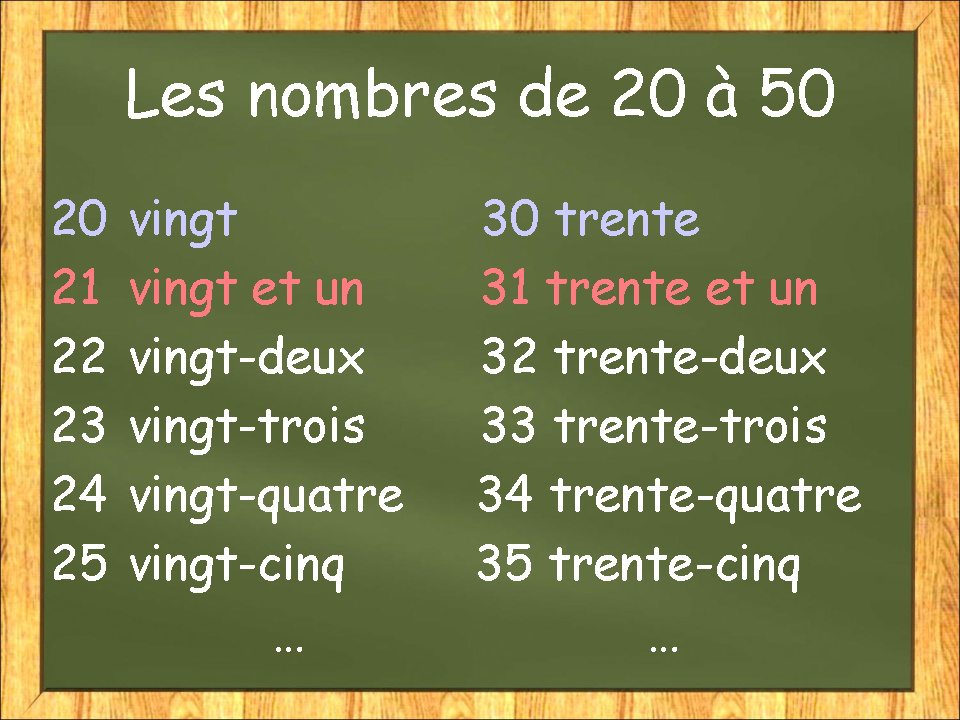 Les nombres de 20 à 50
20 vingt 30 trente
21 vingt et un 31 trente et un
22 vingt-deux 32 trente-deux
23 vingt-trois 33 trente-trois
24 vingt-quatre 34 trente-quatre
25 vingt-cinq 35 trente-cinq
... ...